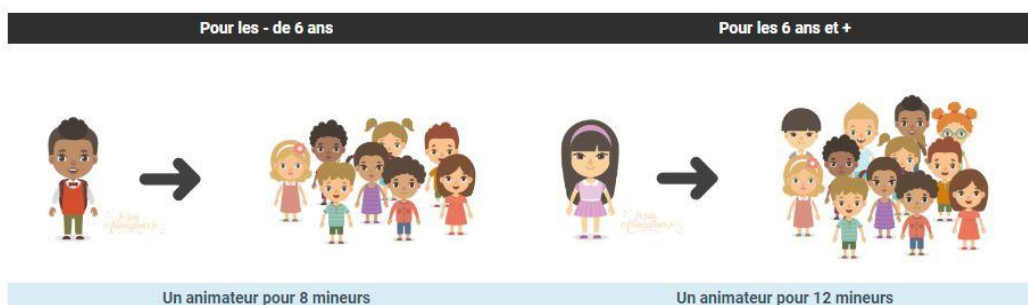 Pour les - de 6 ans
Pour les 6 ans et +
Un animateur pour 8 mineurs
Un animateur pour 12 mineurs